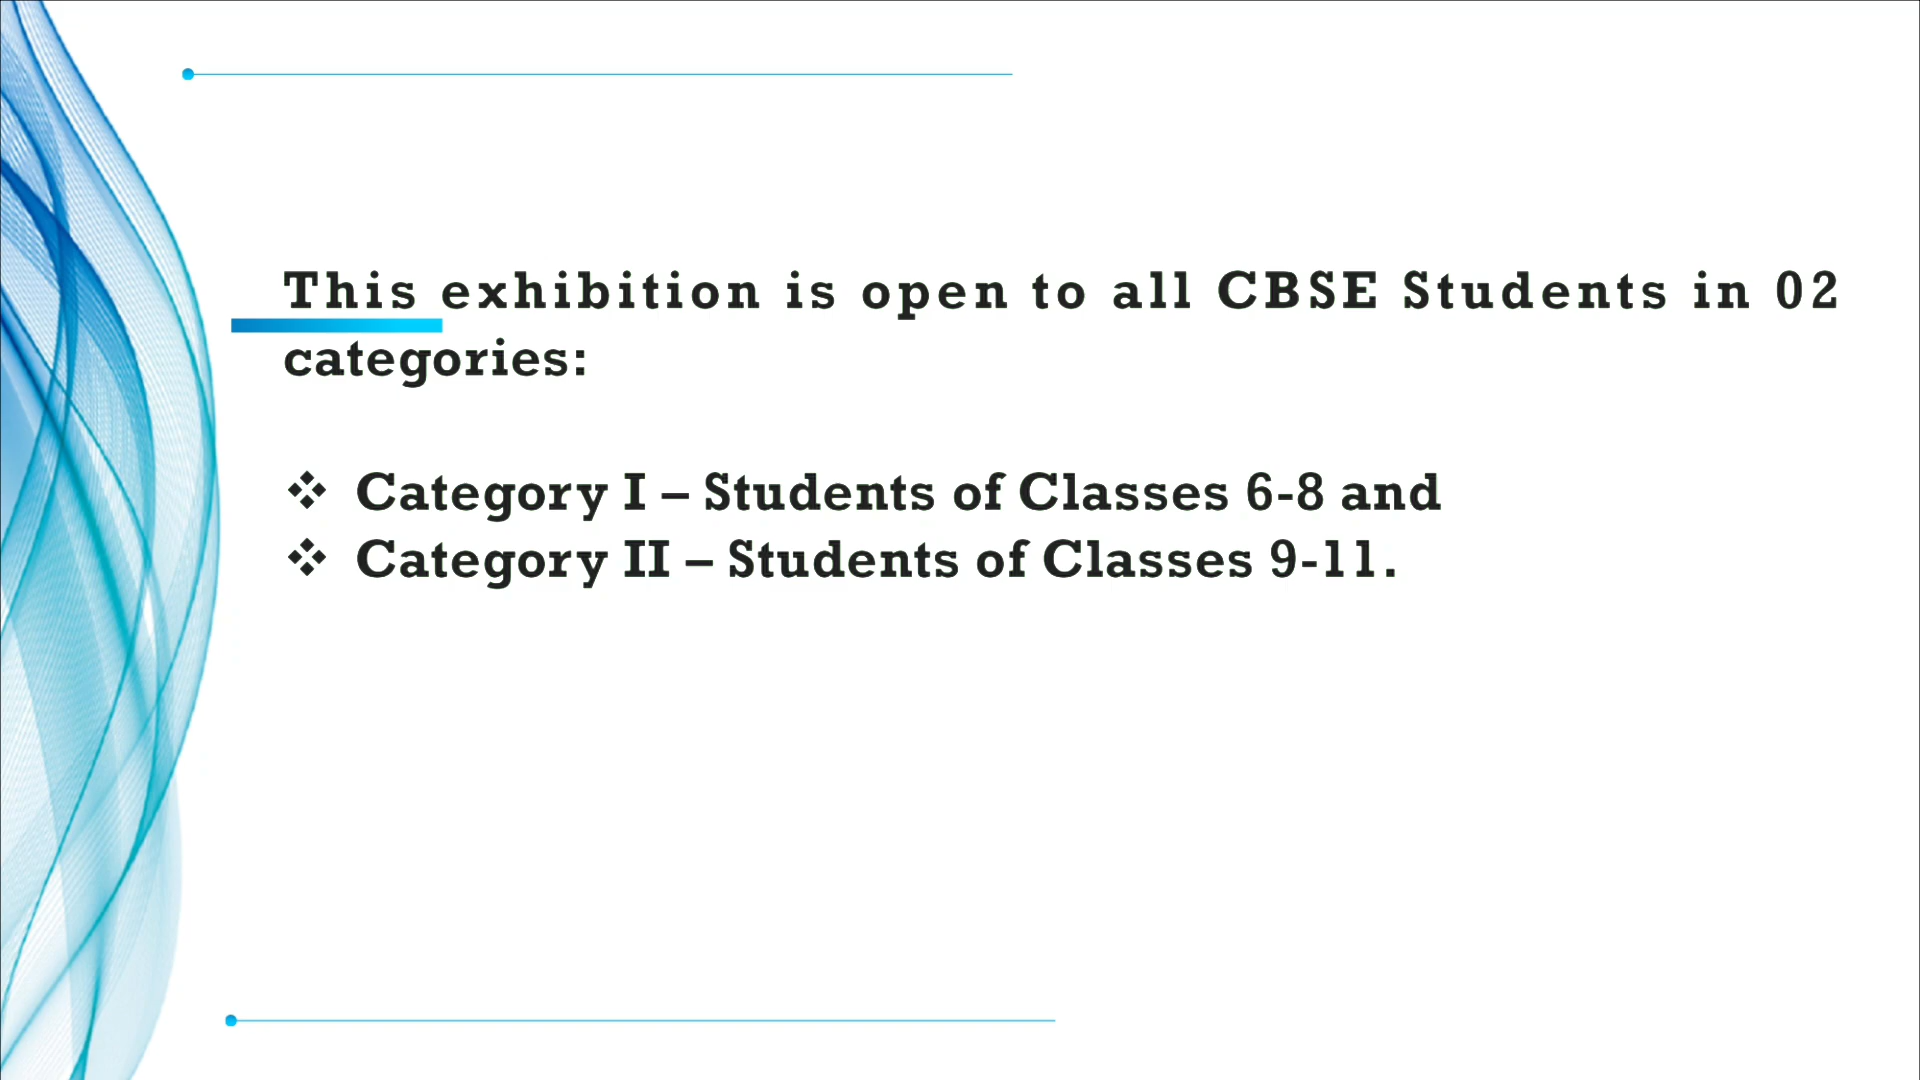 This exhibition is open to all CBSE Students in 02
categories:
❖ Category I – Students of Classes 6-8 and
❖ Category II – Students of Classes 9-11.